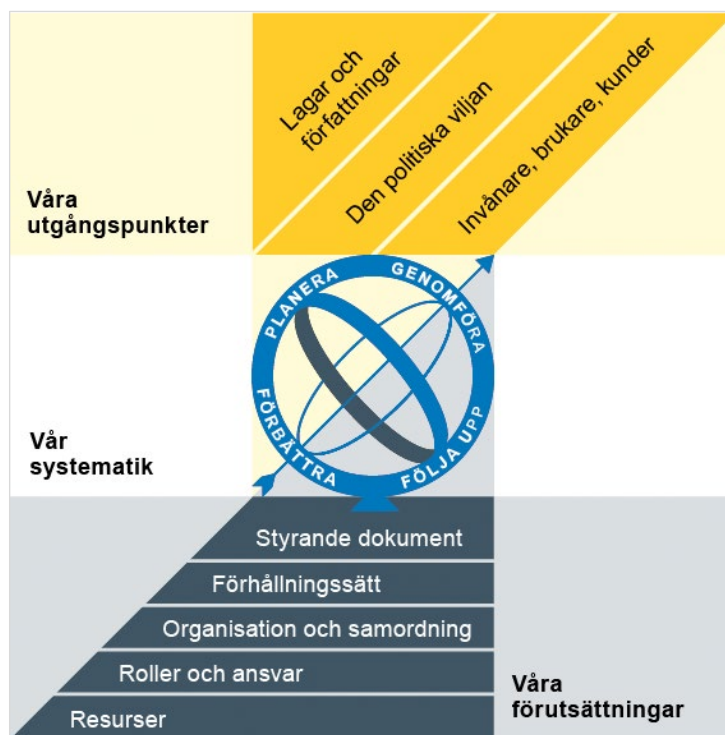 Lagar och
författningar
Den politiska viljan
Invånare, brukare, kunder
Våra
utgångspunkter
PLANERA
GENOMFÖRA
FÖRBÄTTRA
FÖLJA UPP
Vår
systematik
Styrande dokument
Förhållningssätt
Organisation och samordning
Roller och ansvar
Resurser
Våra
förutsättningar